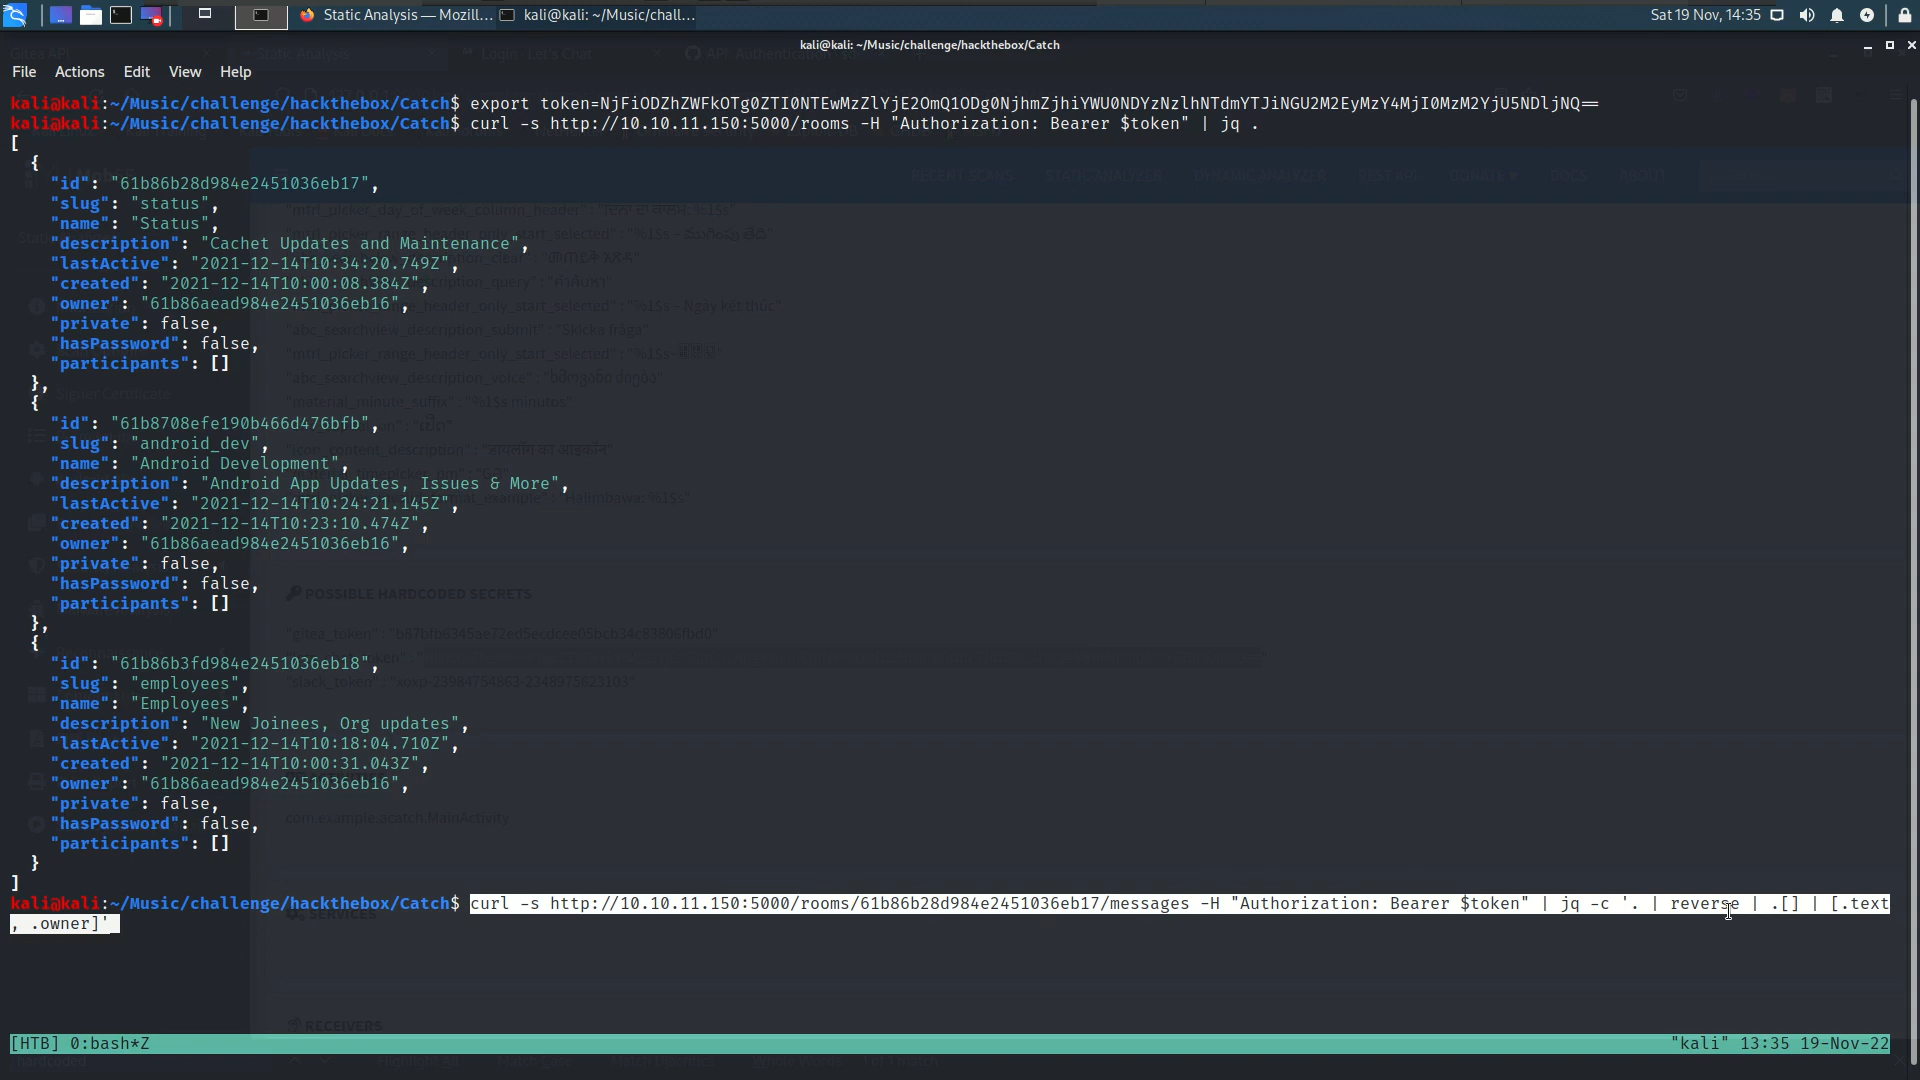 Static Analysis — Mozill...
kali@kali: ~/Music/chall...
Sat 19 Nov, 14:35
kali@kali: ~/Music/challenge/hackthebox/Catch
File Actions Edit View Help
kali@kali:~/Music/challenge/hackthebox/Catch$ export token=NjFiODZhZWFkOTg0ZTI0NTEwMzZlYjE2OmQ1ODg0NjhmZjhiYWU0NDYzNzlhNTdmYTJiNGU2M2EyMzY4MjI0MzM2YjU5NDljNQ==
kali@kali:~/Music/challenge/hackthebox/Catch$ curl -s http://10.10.11.150:5000/rooms -H "Authorization: Bearer $token" | jq .
[
{
"id": "61b86b28d984e2451036eb17",
"slug": "status",
"name": "Status",
"description": "Cachet Updates and Maintenance",
"lastActive": "2021-12-14T10:34:20.749Z",
"created": "2021-12-14T10:00:08.384Z",
"owner": "61b86aead984e2451036eb16",
"private": false,
"hasPassword": false,
"participants": []
},
{
"id": "61b8708efe190b466d476bfb",
"slug": "android_dev",
"name": "Android Development",
"description": "Android App Updates, Issues & More",
"lastActive": "2021-12-14T10:24:21.145Z",
"created": "2021-12-14T10:23:10.474Z",
"owner": "61b86aead984e2451036eb16",
"private": false,
"hasPassword": false,
"participants": []
},
{
"id": "61b86b3fd984e2451036eb18",
"slug": "employees",
"name": "Employees",
"description": "New Joinees, Org updates",
"lastActive": "2021-12-14T10:18:04.710Z",
"created": "2021-12-14T10:00:31.043Z",
"owner": "61b86aead984e2451036eb16",
"private": false,
"hasPassword": false,
"participants": []
}
]
kali@kali:~/Music/challenge/hackthebox/Catch$ curl -s http://10.10.11.150:5000/rooms/61b86b28d984e2451036eb17/messages -H "Authorization: Bearer $token" | jq -c '. | reverse | .[] | [.text
, .owner]'
POSSIBLE HARDCODED SECRETS
com.example.acatch.MainActivity
SERVICES
RECEIVERS
[HTB] 0:bash*Z
"kali" 13:35 19-Nov-22